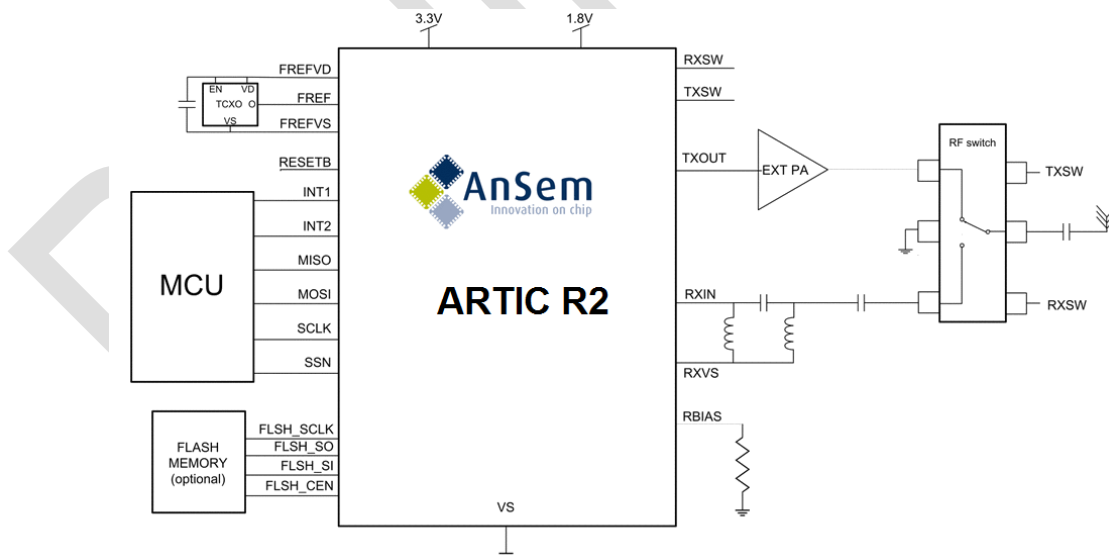 3.3V
1.8V
FREFVD
EN VD
TCXO O
VS
FREF
FREFVS
RESETB
INT1
INT2
MISO
MOSI
SCLK
SSN
MCU
FLASH
MEMORY
(optional)
FLSH_SCLK
FLSH_SO
FLSH_SI
FLSH_CEN
AnSem
Innovation on chip
ARTIC R2
VS
RXSW
TXSW
TXOUT
EXT PA
RXIN
RXVS
RBIAS
RF switch
TXSW
RXSW